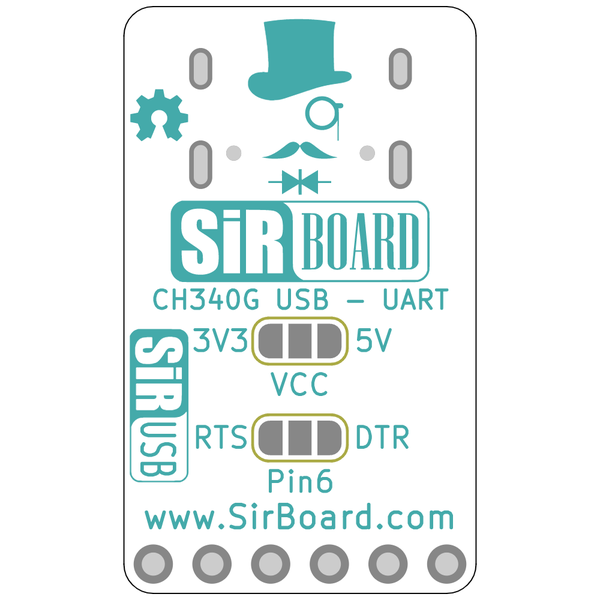 SiR BOARD
CH340G USB – UART
3V3 5V
VCC
SiR USB
RTS DTR
Pin6
www.SirBoard.com